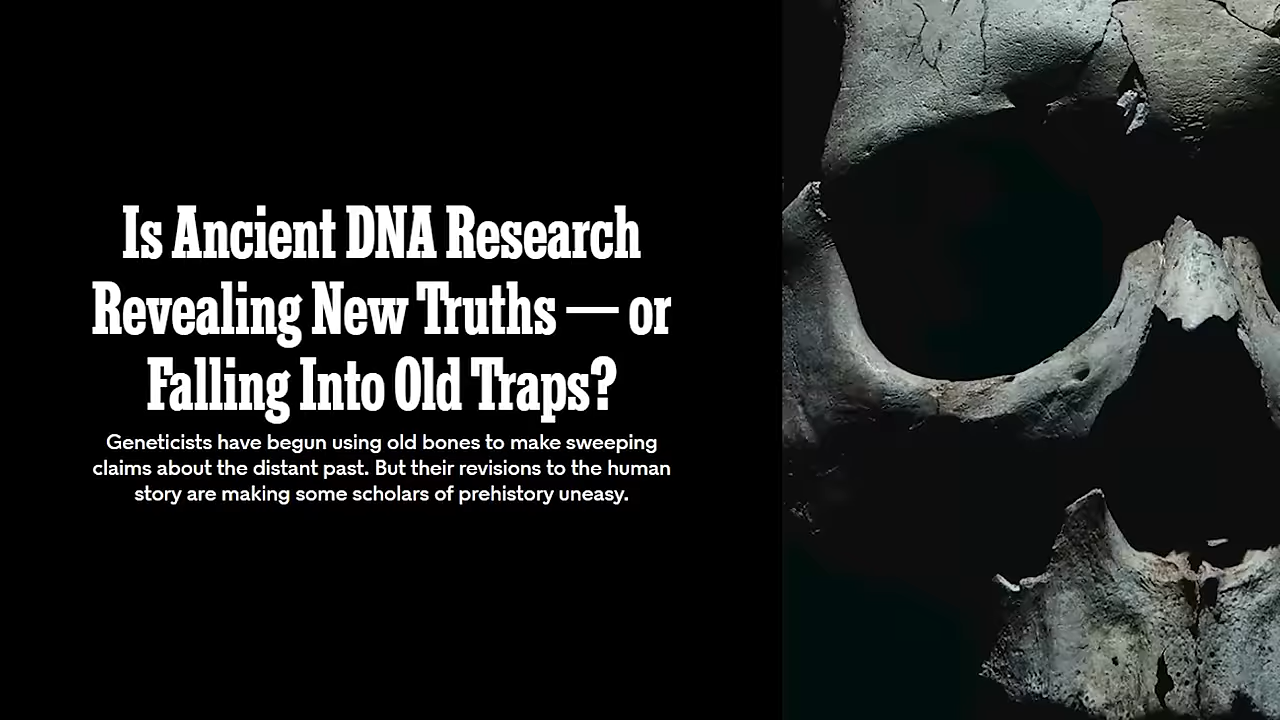 Is Ancient DNA Research
Revealing New Truths — or
Falling Into Old Traps?
Geneticists have begun using old bones to make sweeping
claims about the distant past. But their revisions to the human
story are making some scholars of prehistory uneasy.